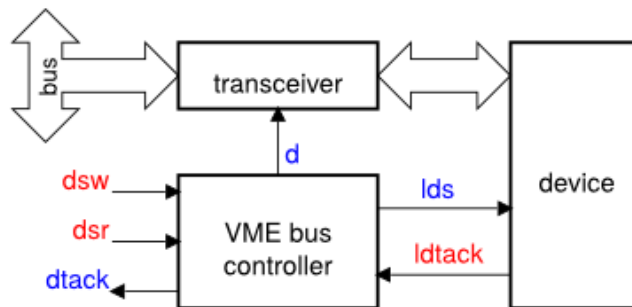 bus
transceiver
d
dsw
dsr
dtack
VME bus
controller
lds
ldtack
device